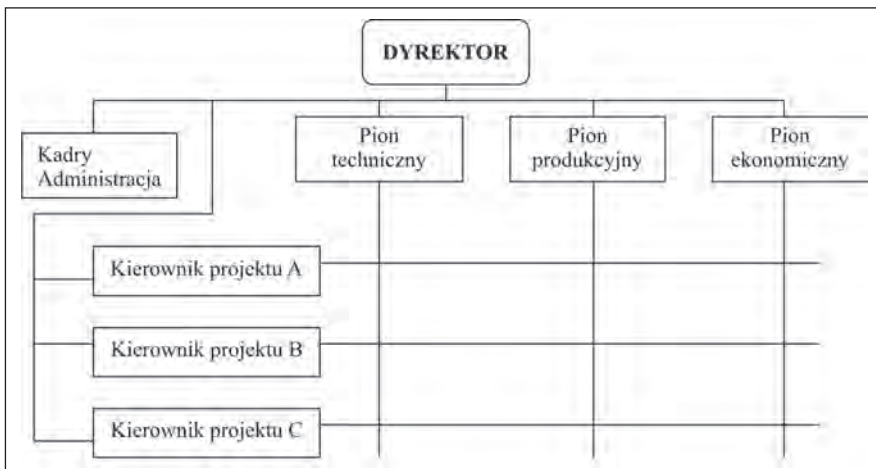 DYREKTOR
Kadry
Administracja
Pion
techniczny
Pion
produkcyjny
Pion
ekonomiczny
Kierownik projektu A
Kierownik projektu B
Kierownik projektu C